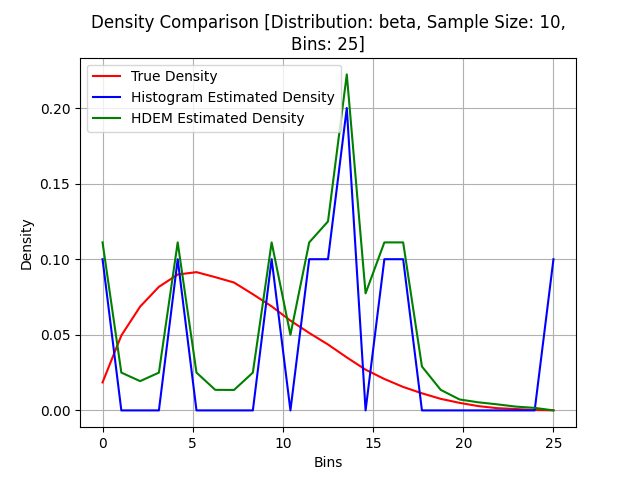 Density Comparison [Distribution: beta, Sample Size: 10,
Bins: 25]
True Density
Histogram Estimated Density
HDEM Estimated Density
Density
0.20
0.15
0.10
0.05
0.00
0 5 10 15 20 25
Bins